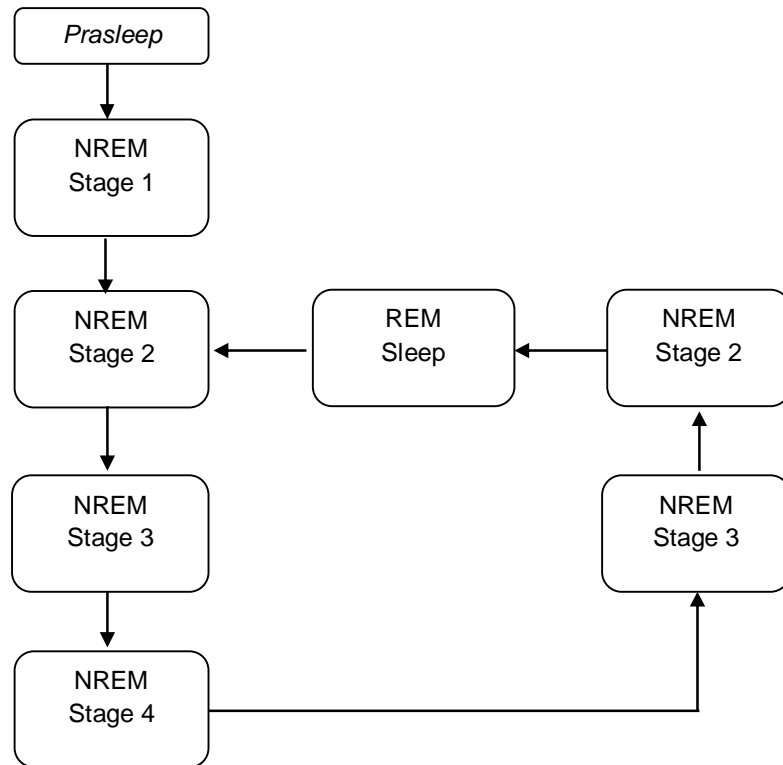 Prasleep
NREM
Stage 1
NREM
Stage 2
REM
Sleep
NREM
Stage 2
NREM
Stage 3
NREM
Stage 3
NREM
Stage 4